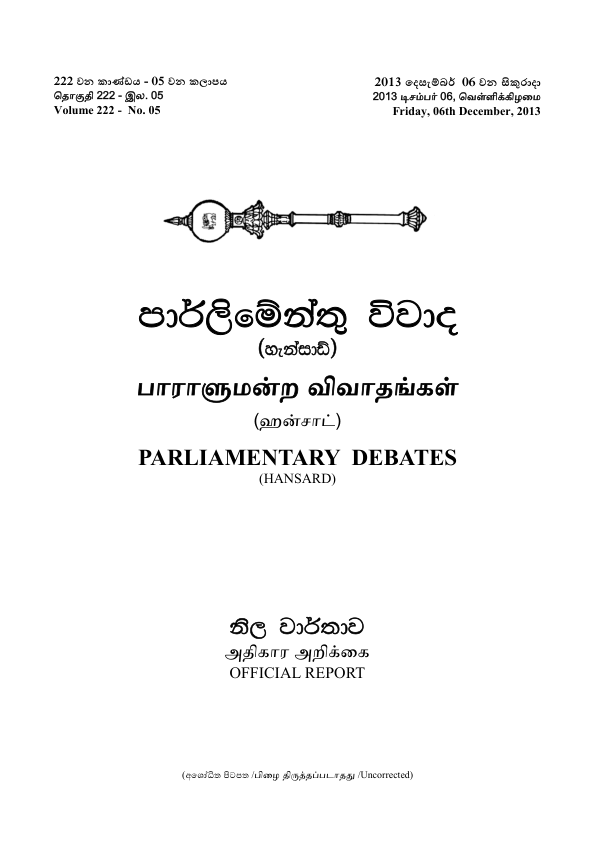 222 වන කාණ්ඩය - 05 වන කලාපය
தொகுதி 222 - இல. 05
Volume 222 - No. 05
2013 දෙසැම්බර් 06 වන සිකුරාදා
2013 டிசம்பர் 06, வெள்ளிக்கிழமை
Friday, 06th December, 2013
පාර්ලිමේන්තු විවාද
(හැන්සාඩ්)
பாராளுமன்ற விவாதங்கள்
(ஹன்சாட்)
PARLIAMENTARY DEBATES
(HANSARD)
නිල වාර්තාව
அதிகார அறிக்கை
OFFICIAL REPORT
(අශෝධිත පිටපත /பிழை திருத்தப்படாதது /Uncorrected)